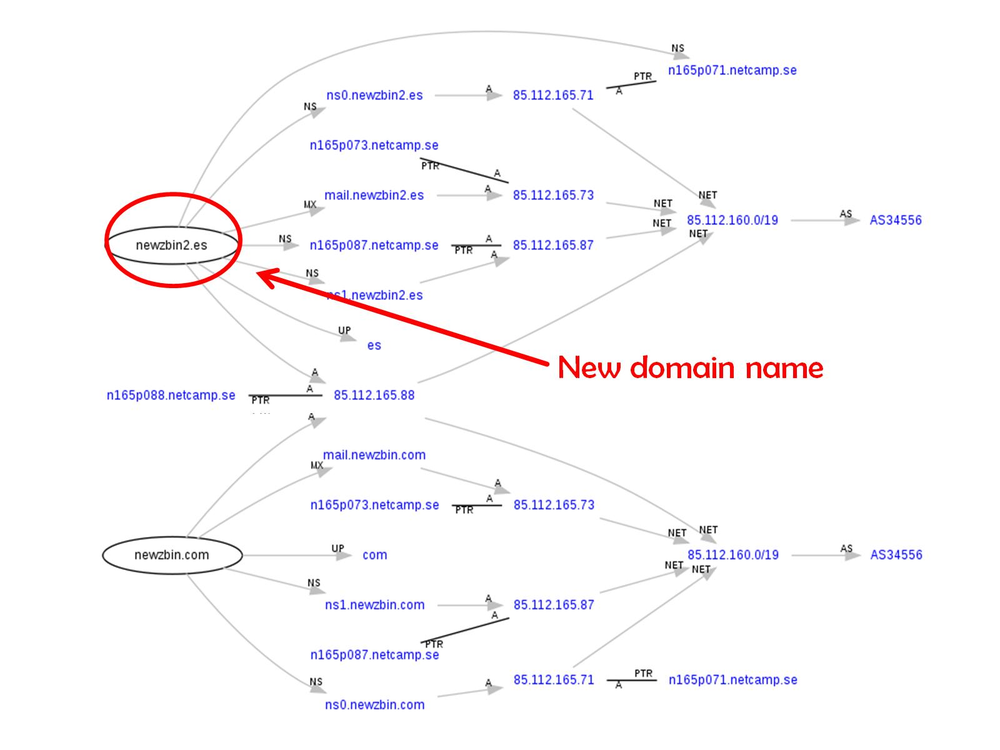 NS
n165p071.netcamp.se
PTR
A
ns0.newzbin2.es
A
85.112.165.71
NS
n165p073.netcamp.se
PTR
A
mail.newzbin2.es
A
85.112.165.73
MX
NET
NET
newzbin2.es
NS
n165p087.netcamp.se
A
PTR
85.112.165.87
NET
NET
85.112.160.0/19
AS
AS34556
A
NS
ns1.newzbin2.es
UP
es
New domain name
A
n165p088.netcamp.se
PTR
A
85.112.165.88
A
mail.newzbin.com
MX
A
n165p073.netcamp.se
PTR
A
85.112.165.73
NET
NET
newzbin.com
UP
com
85.112.160.0/19
AS
AS34556
NET
NET
NS
ns1.newzbin.com
A
85.112.165.87
A
PTR
n165p087.netcamp.se
NS
ns0.newzbin.com
A
85.112.165.71
PTR
A
n165p071.netcamp.se